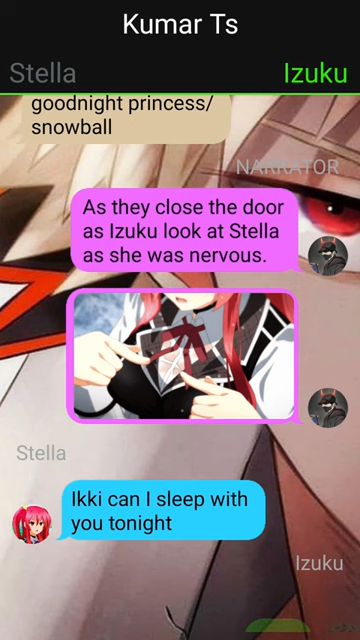 Kumar Ts
Stella
Izuku
goodnight princess/
snowball
NARRATOR
As they close the door
as Izuku look at Stella
as she was nervous.
Stella
Ikki can I sleep with
you tonight
Izuku